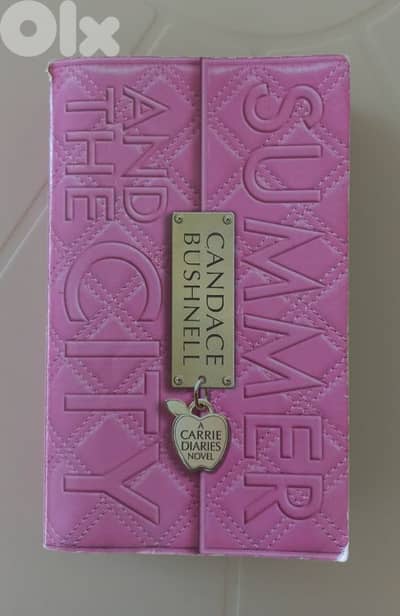 Olx
SUMMER
AND
THE CITY
CANDACE
BUSHNELL
A
CARRIE
DIARIES
NOVEL